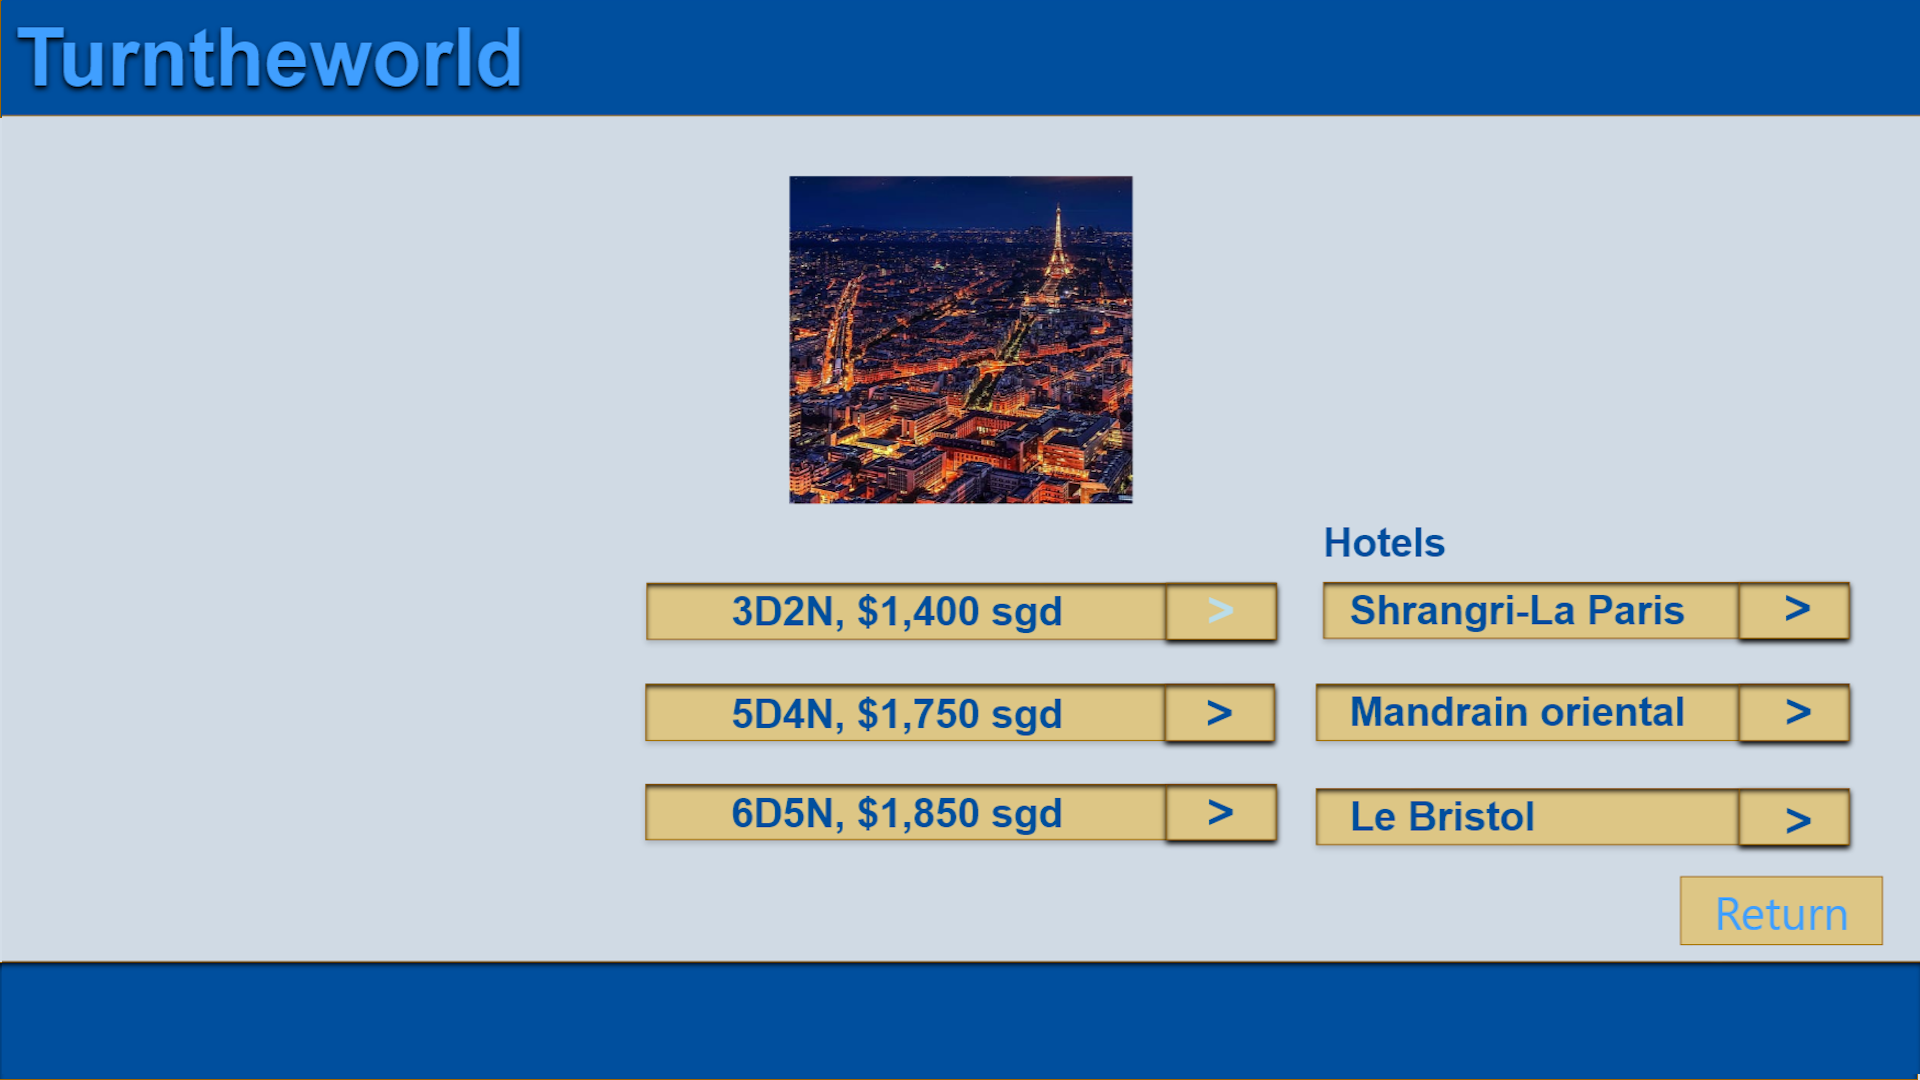 Turntheworld
Hotels
3D2N, $1,400 sgd >
Shrangri-La Paris >
5D4N, $1,750 sgd >
Mandrain oriental >
6D5N, $1,850 sgd >
Le Bristol >
Return